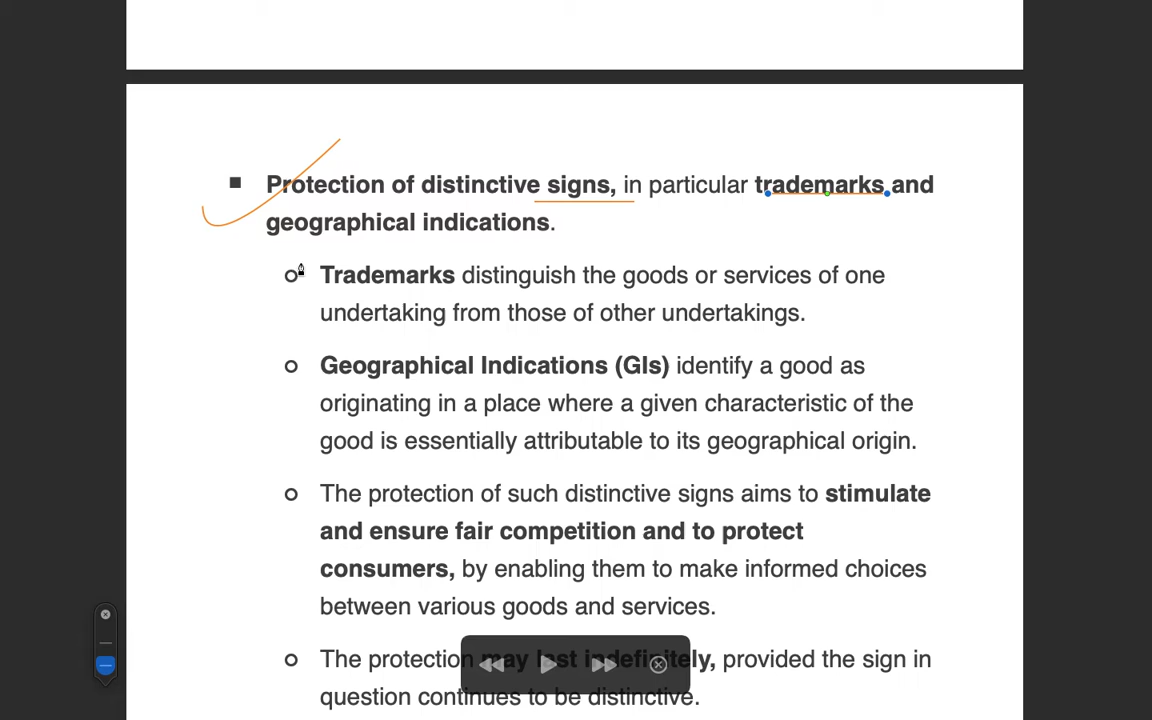 Protection of distinctive signs, in particular trademarks and
geographical indications.
Trademarks distinguish the goods or services of one
undertaking from those of other undertakings.
Geographical Indications (GIs) identify a good as
originating in a place where a given characteristic of the
good is essentially attributable to its geographical origin.
The protection of such distinctive signs aims to stimulate
and ensure fair competition and to protect
consumers, by enabling them to make informed choices
between various goods and services.
The protection may last indefinitely, provided the sign in
question continues to be distinctive.